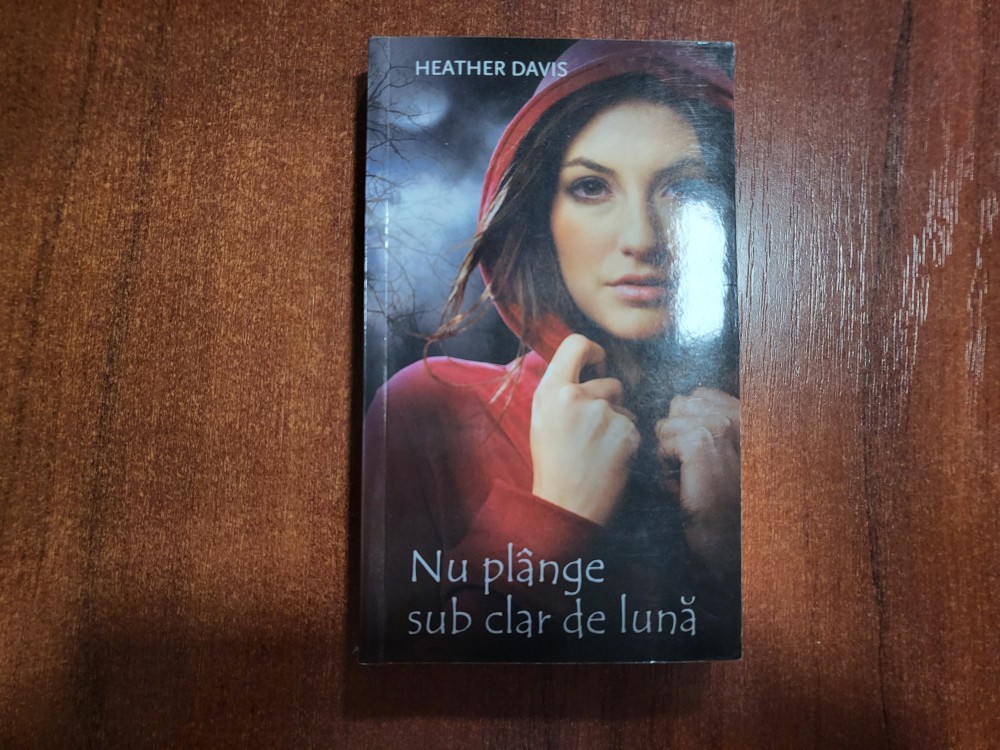 HEATHER DAVIS
Nu plânge
sub clar de lună